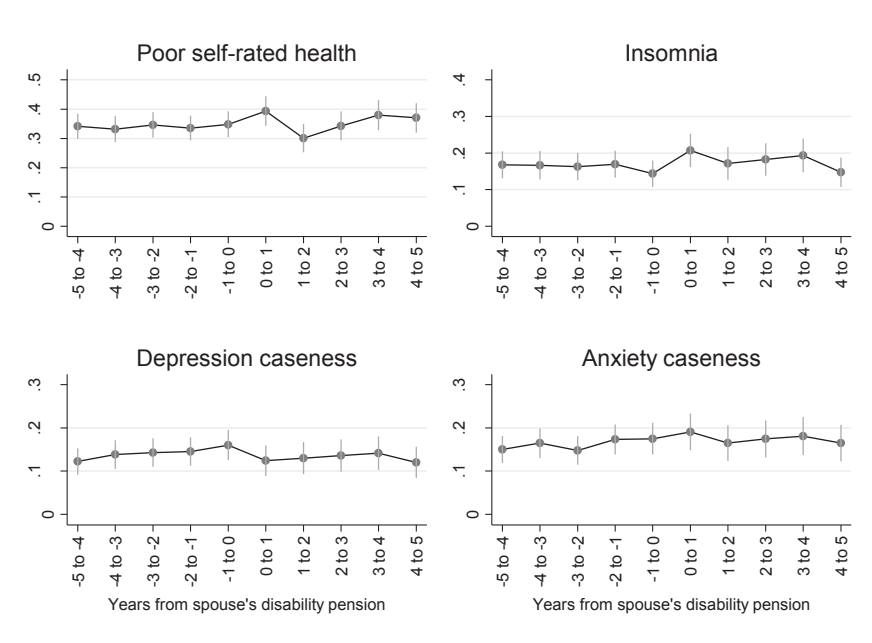 Poor self-rated health
.5
.4
.3
.2
.1
0
-5 to -4
-4 to -3
-3 to -2
-2 to -1
-1 to 0
0 to 1
1 to 2
2 to 3
3 to 4
4 to 5
Insomnia
.4
.3
.2
.1
0
-5 to -4
-4 to -3
-3 to -2
-2 to -1
-1 to 0
0 to 1
1 to 2
2 to 3
3 to 4
4 to 5
Depression caseness
.3
.2
.1
0
-5 to -4
-4 to -3
-3 to -2
-2 to -1
-1 to 0
0 to 1
1 to 2
2 to 3
3 to 4
4 to 5
Years from spouse's disability pension
Anxiety caseness
.3
.2
.1
0
-5 to -4
-4 to -3
-3 to -2
-2 to -1
-1 to 0
0 to 1
1 to 2
2 to 3
3 to 4
4 to 5
Years from spouse's disability pension